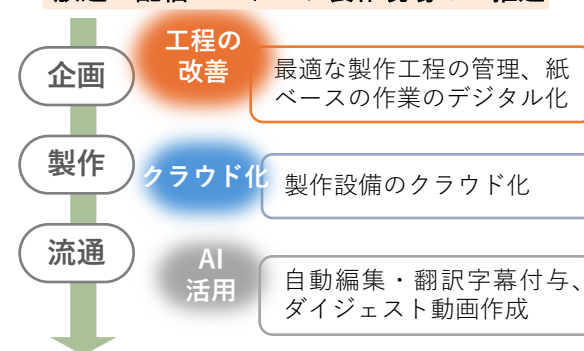 企画
工程の
改善
最適な製作工程の管理、紙
ベースの作業のデジタル化
製作
クラウド化
製作設備のクラウド化
流通
AI
活用
自動編集・翻訳字幕付与、
ダイジェスト動画作成